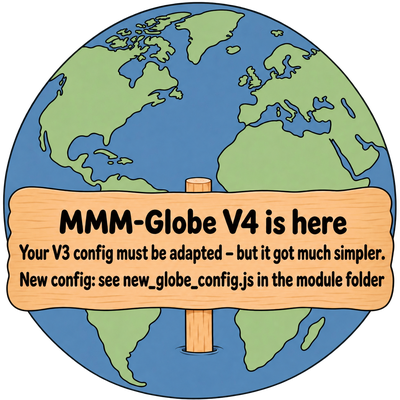 MMM-Globe V4 is here
Your V3 config must be adapted – but it got much simpler.
New config: see new_globe_config.js in the module folder